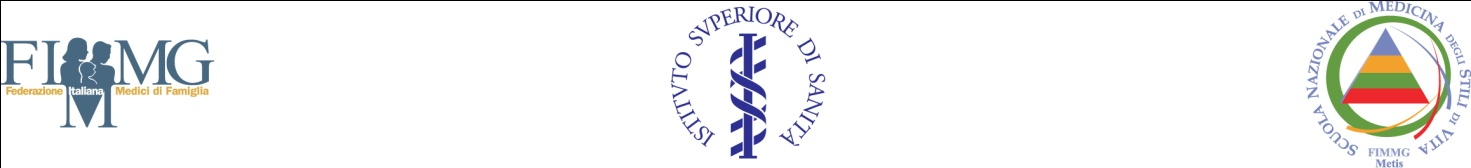 FIMMG
Federazione Italiana Medici di Famiglia
M
ISTITVTO SVPERIORE DI SANITÀ
SCUOLA NAZIONALE DI MEDICINA DEGLI STILI DI VITA
FIMMG
Metis